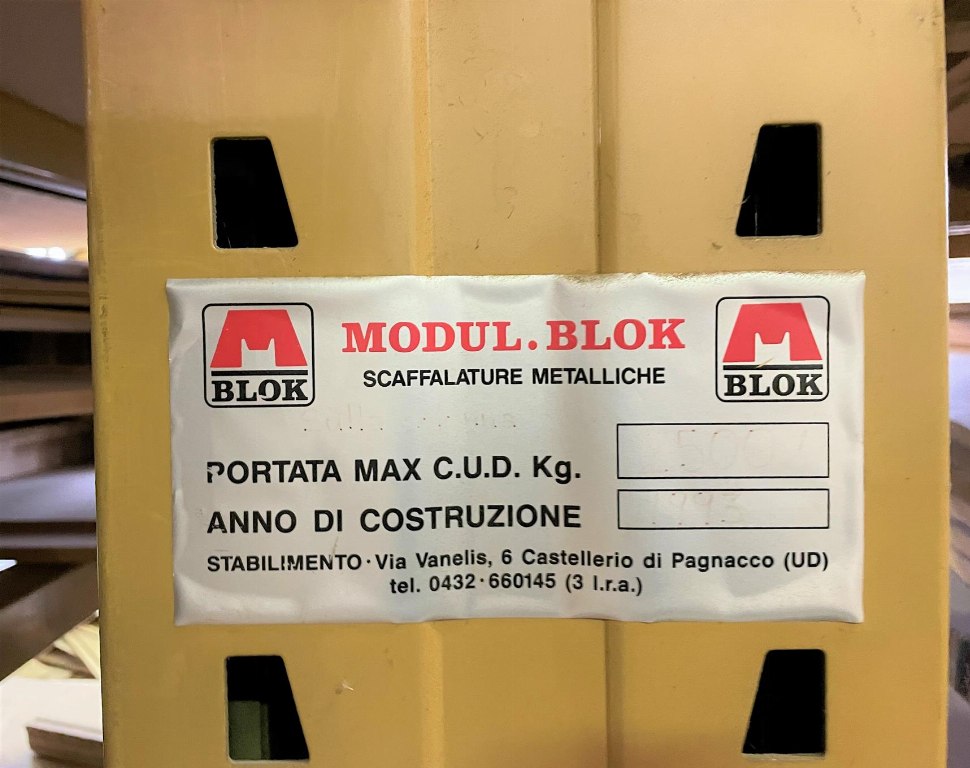 MODUL.BLOK
BLOK
SCAFFALATURE METALLICHE
BLOK
PORTATA MAX C.U.D. Kg.
ANNO DI COSTRUZIONE
STABILIMENTO·Via Vanelis, 6 Castellerio di Pagnacco (UD)
tel. 0432·660145 (3 l.r.a.)